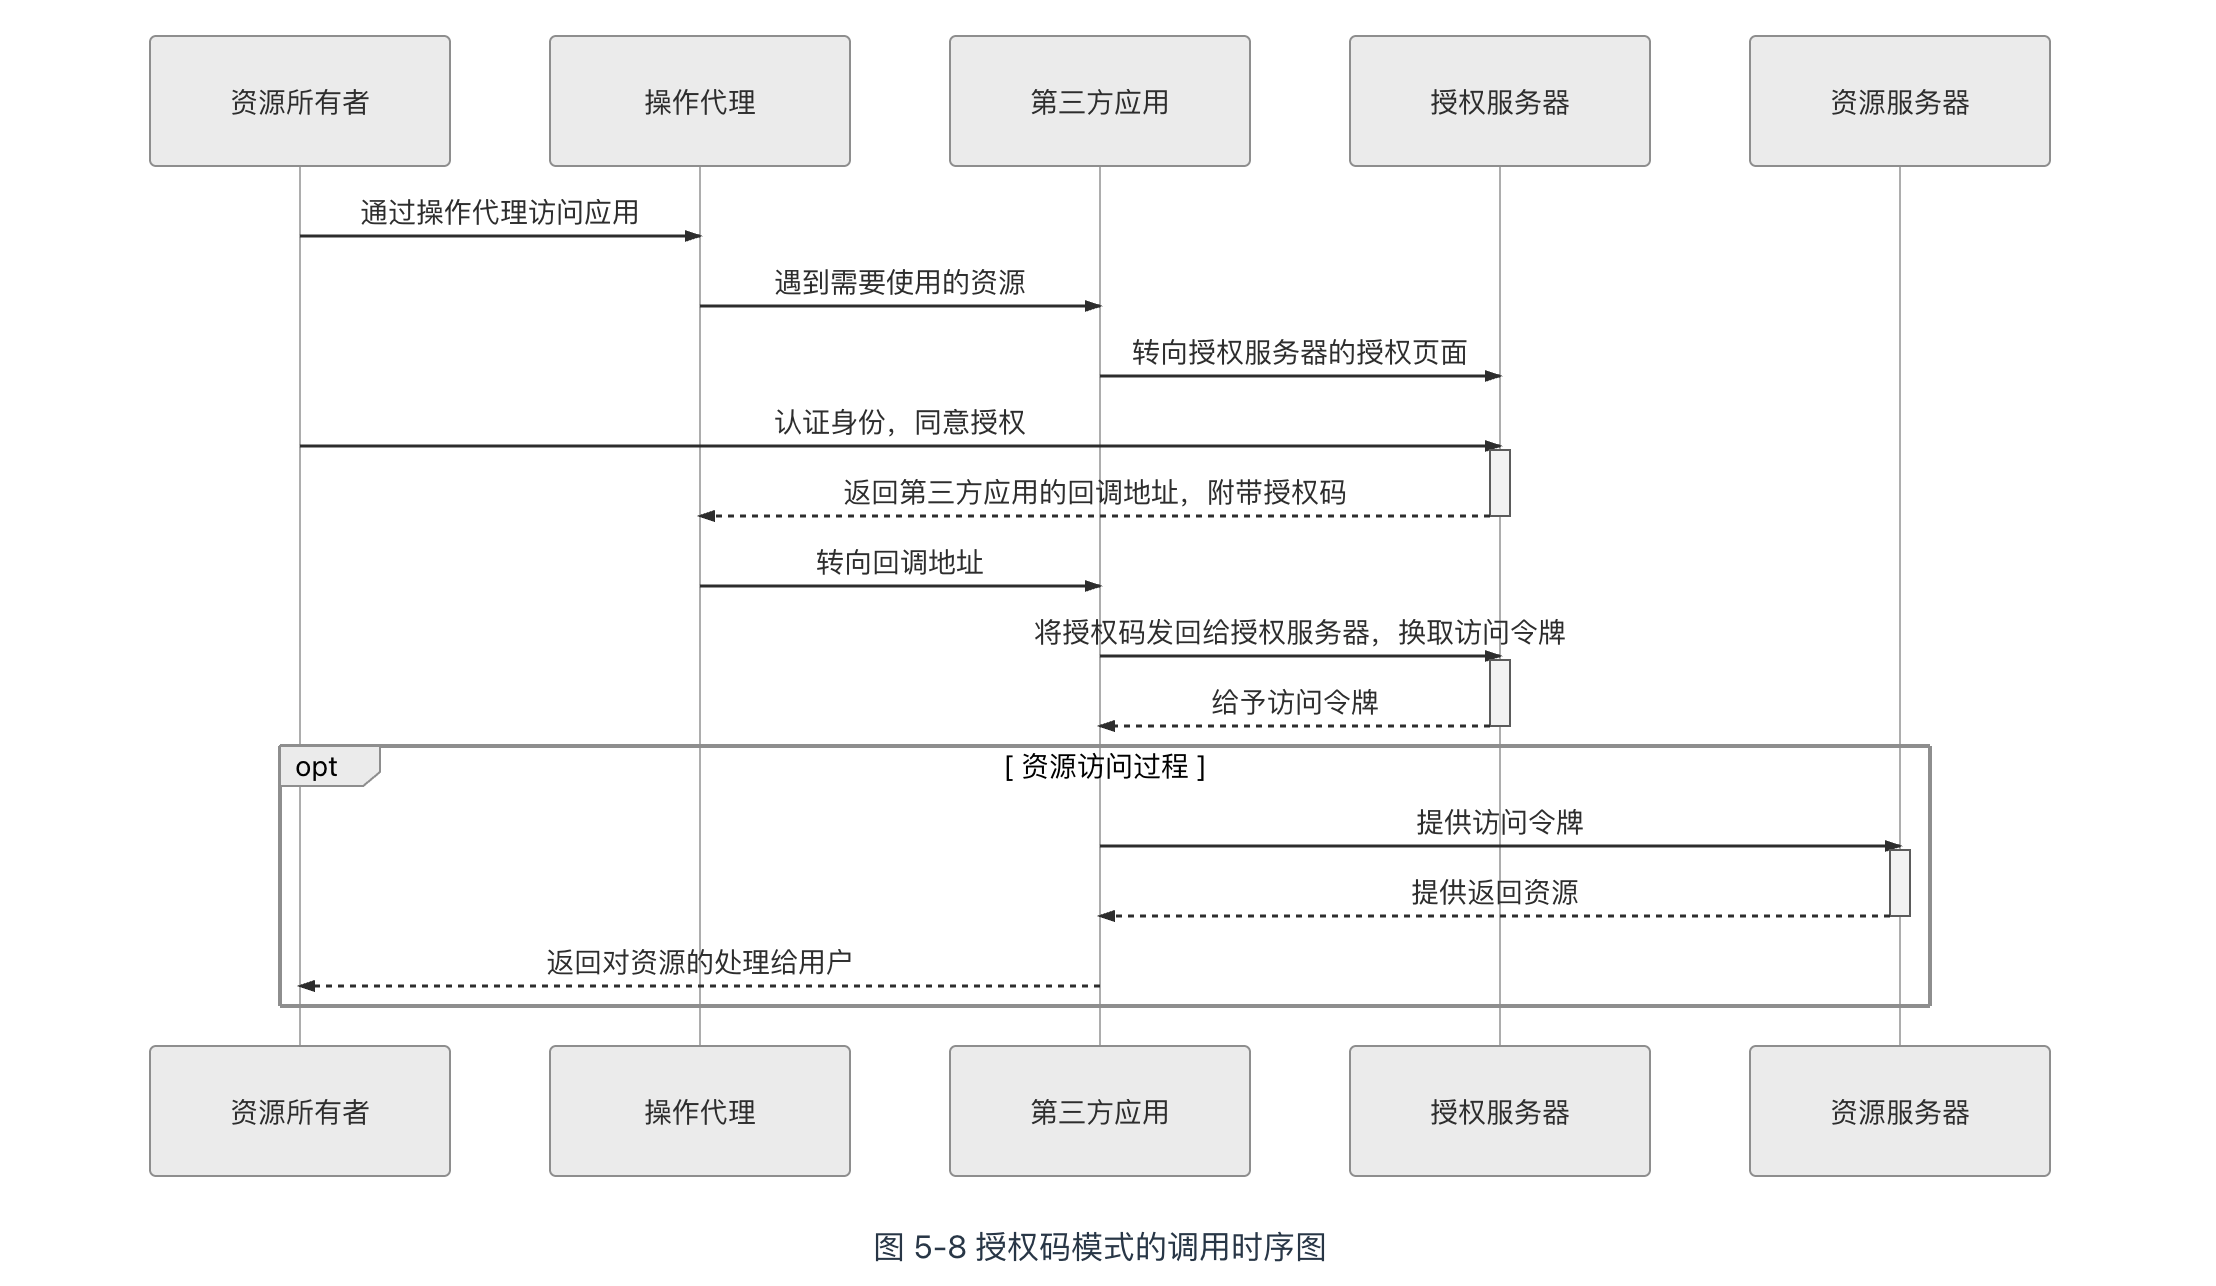 资源所有者
操作代理
第三方应用
授权服务器
资源服务器
通过操作代理访问应用
遇到需要使用的资源
转向授权服务器的授权页面
认证身份，同意授权
返回第三方应用的回调地址，附带授权码
转向回调地址
将授权码发回给授权服务器，换取访问令牌
给予访问令牌
opt
[ 资源访问过程 ]
提供访问令牌
提供返回资源
返回对资源的处理给用户
资源所有者
操作代理
第三方应用
授权服务器
资源服务器
图 5-8 授权码模式的调用时序图